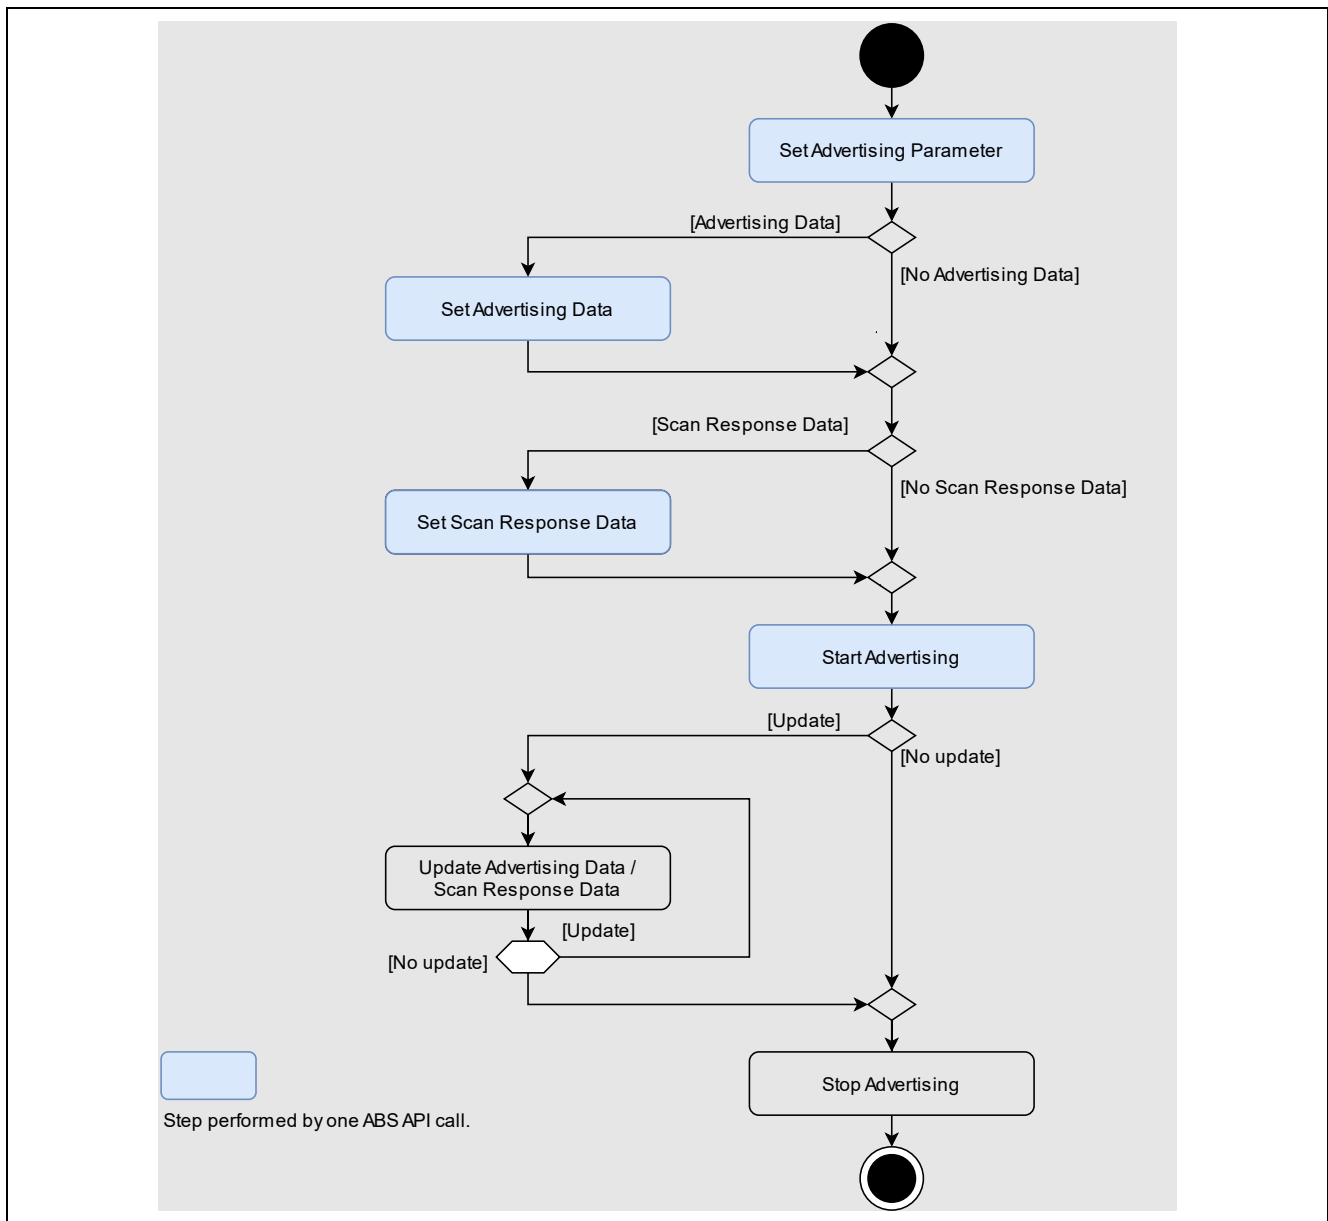 Set Advertising Parameter
[Advertising Data]
[No Advertising Data]
Set Advertising Data
[Scan Response Data]
[No Scan Response Data]
Set Scan Response Data
Start Advertising
[Update]
[No update]
Update Advertising Data /
Scan Response Data
[Update]
[No update]
Stop Advertising
Step performed by one ABS API call.